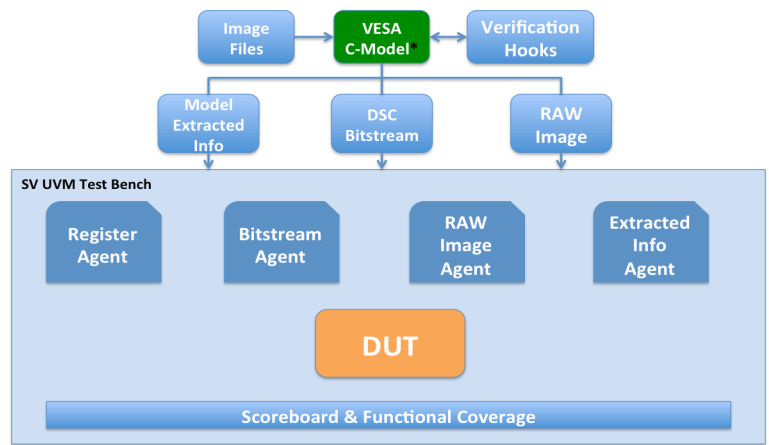 Image
Files
VESA
C-Model*
Verification
Hooks
Model
Extracted
Info
DSC
Bitstream
RAW
Image
SV UVM Test Bench
Register
Agent
Bitstream
Agent
RAW
Image
Agent
Extracted
Info
Agent
DUT
Scoreboard & Functional Coverage